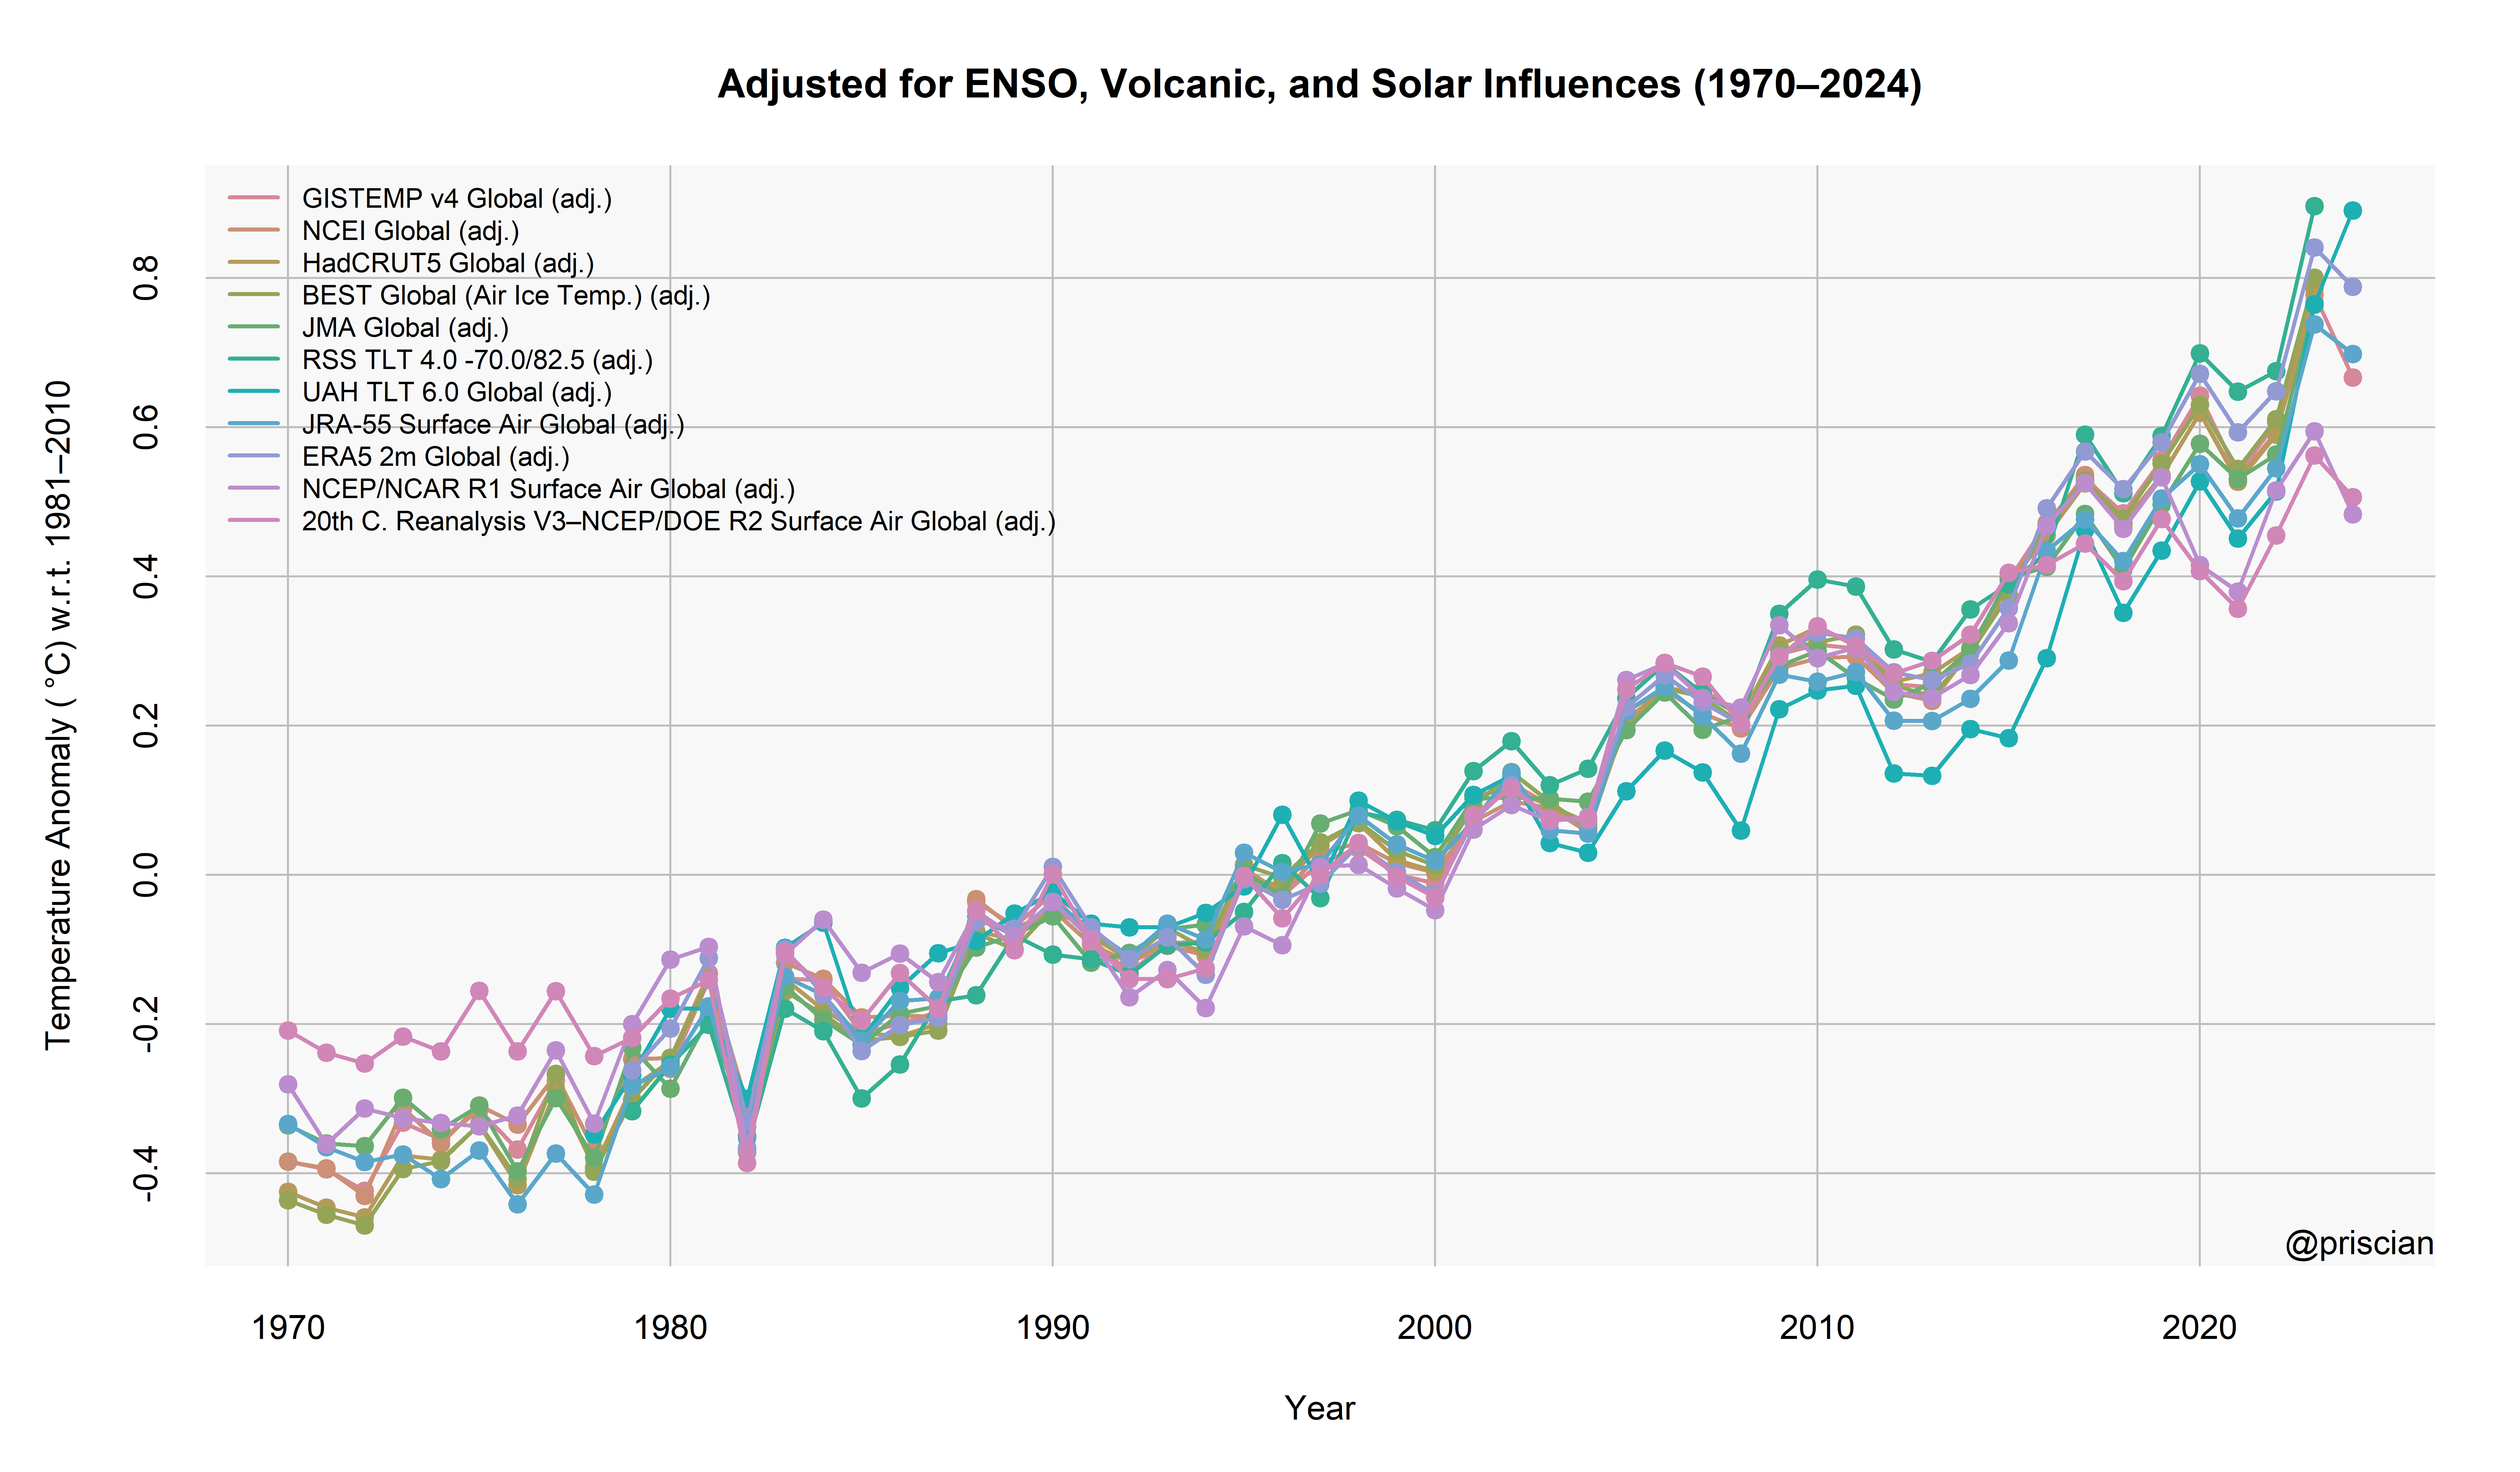 Adjusted for ENSO, Volcanic, and Solar Influences (1970–2024)
GISTEMP v4 Global (adj.)
NCEI Global (adj.)
HadCRUT5 Global (adj.)
BEST Global (Air Ice Temp.) (adj.)
JMA Global (adj.)
RSS TLT 4.0 -70.0/82.5 (adj.)
UAH TLT 6.0 Global (adj.)
JRA-55 Surface Air Global (adj.)
ERA5 2m Global (adj.)
NCEP/NCAR R1 Surface Air Global (adj.)
20th C. Reanalysis V3–NCEP/DOE R2 Surface Air Global (adj.)
Temperature Anomaly ( °C) w.r.t. 1981–2010
0.8
0.6
0.4
0.2
0.0
-0.2
-0.4
@priscian
1970 1980 1990 2000 2010 2020
Year